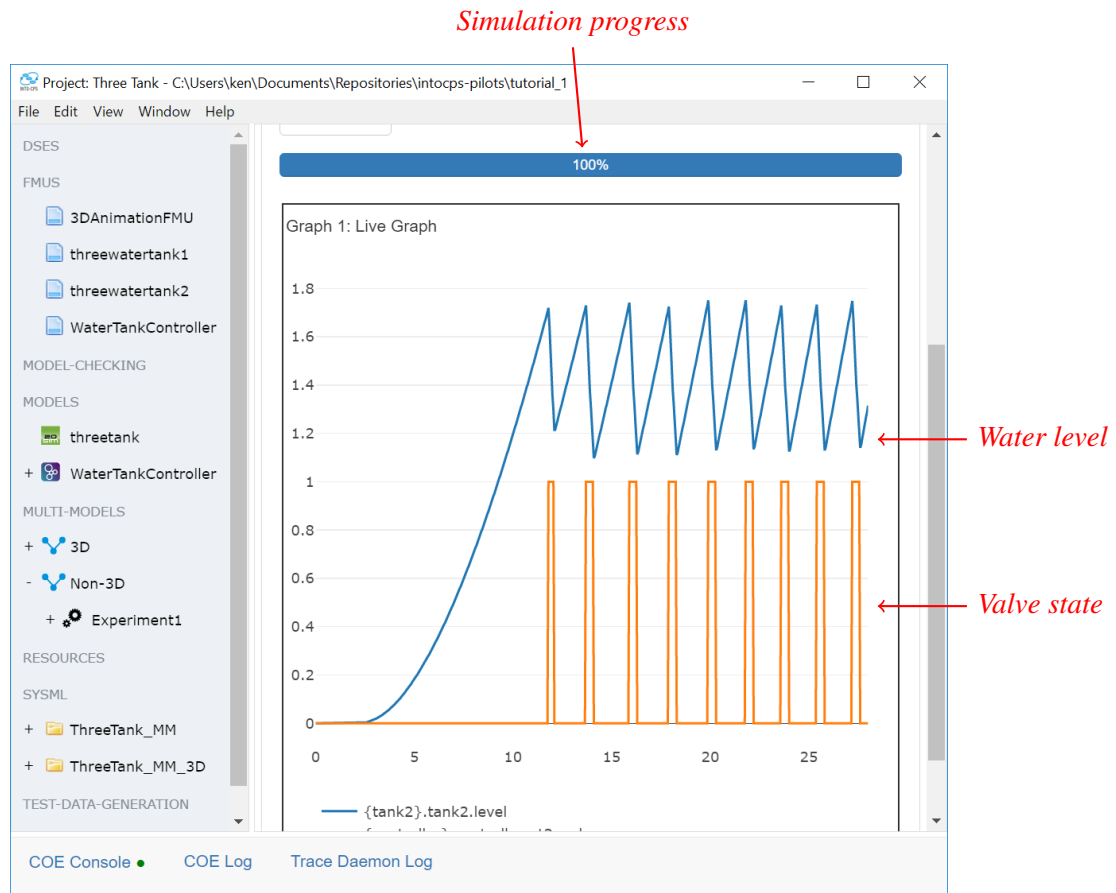 Simulation progress
Project: Three Tank - C:\Users\ken\Documents\Repositories\intocps-pilots\tutorial_1
File Edit View Window Help
DSES
FMUS
3DAnimationFMU
threewatertank1
threewatertank2
WaterTankController
MODEL-CHECKING
MODELS
threetank
+ WaterTankController
MULTI-MODELS
+ 3D
- Non-3D
+ Experiment1
RESOURCES
SYSML
+ ThreeTank_MM
+ ThreeTank_MM_3D
TEST-DATA-GENERATION
100%
Graph 1: Live Graph
1.8
1.6
1.4
1.2
1
0.8
0.6
0.4
0.2
0
0 5 10 15 20 25
{tank2}.tank2.level
Water level
Valve state
COE Console COE Log Trace Daemon Log